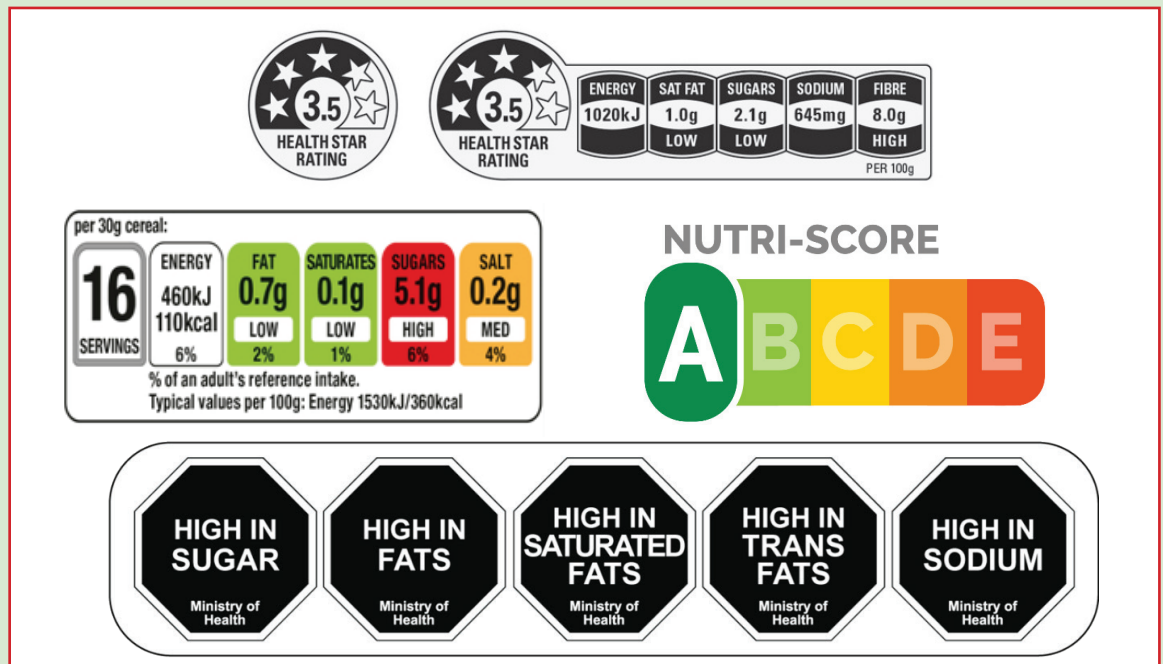 3.5
HEALTH STAR
RATING
3.5
HEALTH STAR
RATING
ENERGY
1020kJ
SAT FAT
1.0g
LOW
SUGARS
2.1g
LOW
SODIUM
645mg
FIBRE
8.0g
HIGH
PER 100g
per 30g cereal:
16
SERVINGS
ENERGY
460kJ
110kcal
6%
FAT
0.7g
LOW
2%
SATURATES
0.1g
LOW
1%
SUGARS
5.1g
HIGH
6%
SALT
0.2g
MED
4%
% of an adult's reference intake.
Typical values per 100g: Energy 1530kJ/360kcal
NUTRI-SCORE
A B C D E
HIGH IN
SUGAR
Ministry of
Health
HIGH IN
FATS
Ministry of
Health
HIGH IN
SATURATED
FATS
Ministry of
Health
HIGH IN
TRANS
FATS
Ministry of
Health
HIGH IN
SODIUM
Ministry of
Health